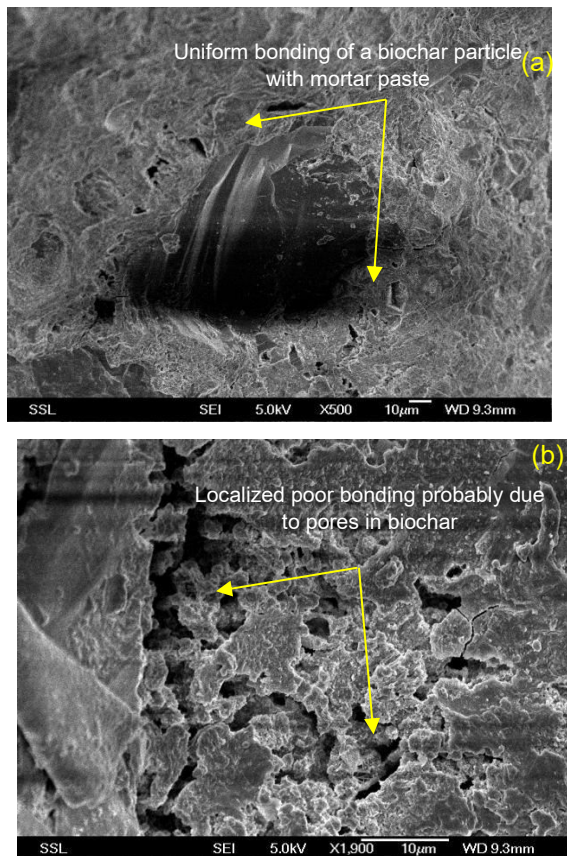 Uniform bonding of a biochar particle
with mortar paste
(a)
SSL SEI 5.0kV X500 10μm WD 9.3mm
(b)
Localized poor bonding probably due
to pores in biochar
SSL SEI 5.0kV X1,900 10μm WD 9.3mm